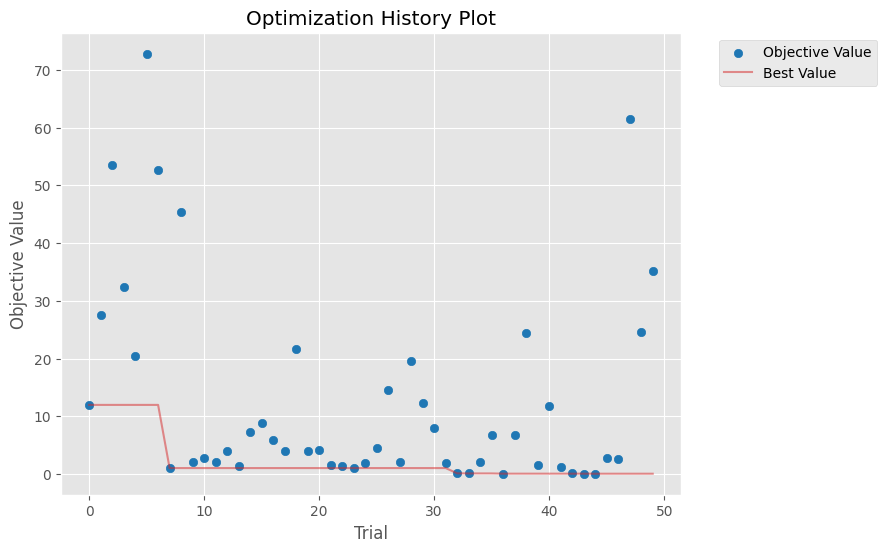 Optimization History Plot
Objective Value
Best Value
Objective Value
70
60
50
40
30
20
10
0
0 10 20 30 40 50
Trial